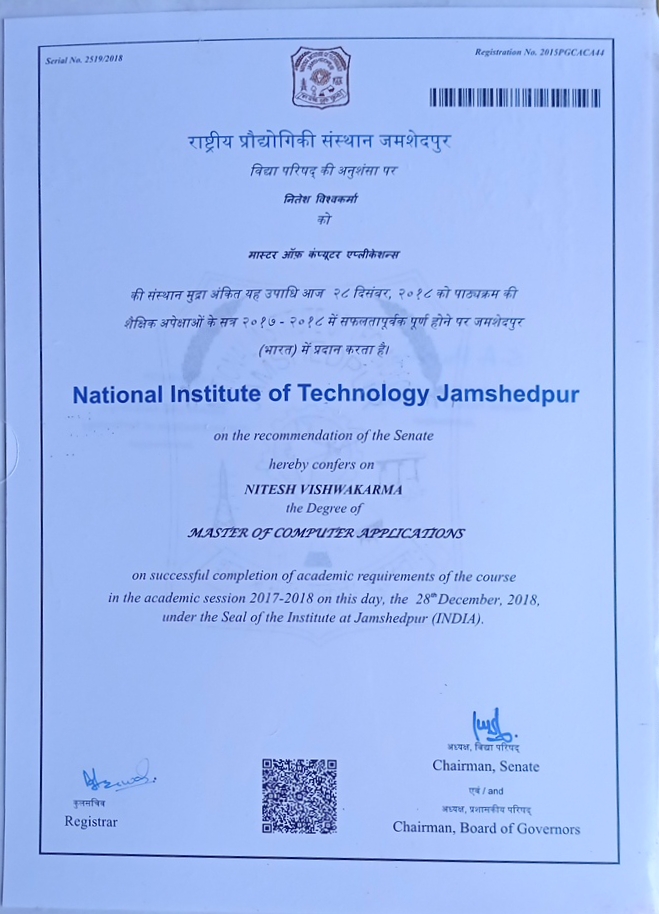 Serial No. 2519/2018
Registration No. 2015PGCACA44
राष्ट्रीय प्रौद्योगिकी संस्थान जमशेदपुर
विद्या परिषद् की अनुशंसा पर
नितेश विश्वकर्मा
को
मास्टर ऑफ़ कंप्यूटर एप्लीकेशन्स
की संस्थान मुद्रा अंकित यह उपाधि आज २८ दिसंबर, २०१८ को पाठ्यक्रम की
शैक्षिक अपेक्षाओं के सत्र २०१७ - २०१८ में सफलतापूर्वक पूर्ण होने पर जमशेदपुर
(भारत) में प्रदान करता है।
National Institute of Technology Jamshedpur
on the recommendation of the Senate
hereby confers on
NITESH VISHWAKARMA
the Degree of
MASTER OF COMPUTER APPLICATIONS
on successful completion of academic requirements of the course
in the academic session 2017-2018 on this day, the 28th December, 2018,
under the Seal of the Institute at Jamshedpur (INDIA).
कुलसचिव
Registrar
अध्यक्ष, विद्या परिषद्
Chairman, Senate
एवं / and
अध्यक्ष, प्रशासकीय परिषद्
Chairman, Board of Governors